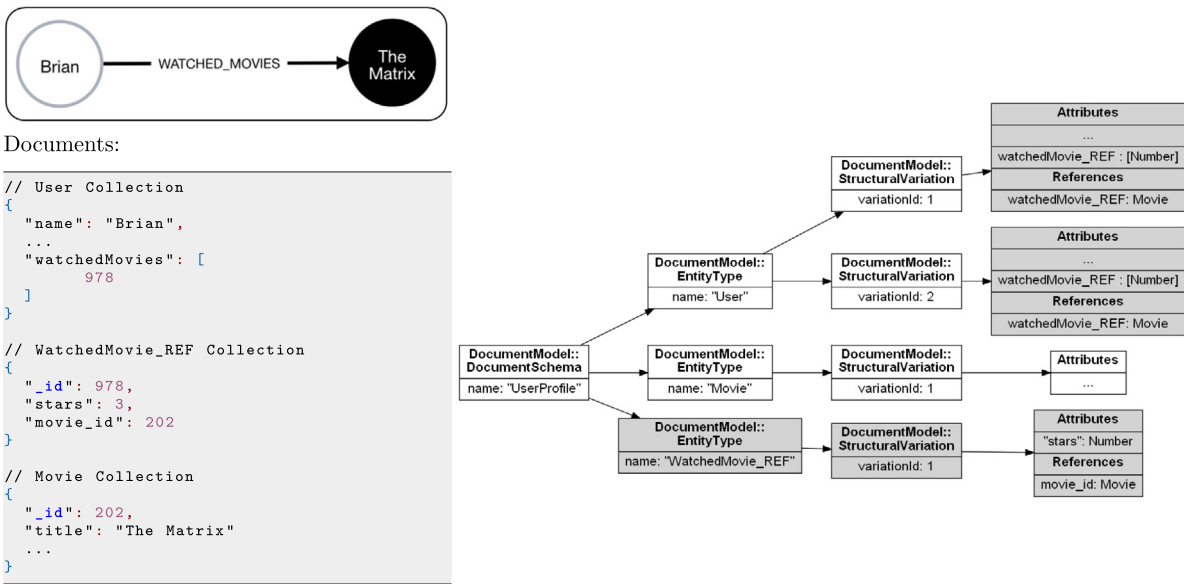 Brian
WATCHED_MOVIES
The
Matrix
Documents:
// User Collection
{
"name": "Brian",
...
"watchedMovies": [
978
]
}
// WatchedMovie_REF Collection
{
"_id": 978,
"stars": 3,
"movie_id": 202
}
// Movie Collection
{
"_id": 202,
"title": "The Matrix"
...
}
DocumentModel::
DocumentSchema
name: "UserProfile"
DocumentModel::
EntityType
name: "User"
DocumentModel::
StructuralVariation
variationId: 1
Attributes
...
watchedMovie_REF : [Number]
References
watchedMovie_REF: Movie
DocumentModel::
StructuralVariation
variationId: 2
Attributes
...
watchedMovie_REF : [Number]
References
watchedMovie_REF: Movie
DocumentModel::
EntityType
name: "Movie"
DocumentModel::
StructuralVariation
variationId: 1
Attributes
...
DocumentModel::
EntityType
name: "WatchedMovie_REF"
DocumentModel::
StructuralVariation
variationId: 1
Attributes
"stars": Number
References
movie_id: Movie